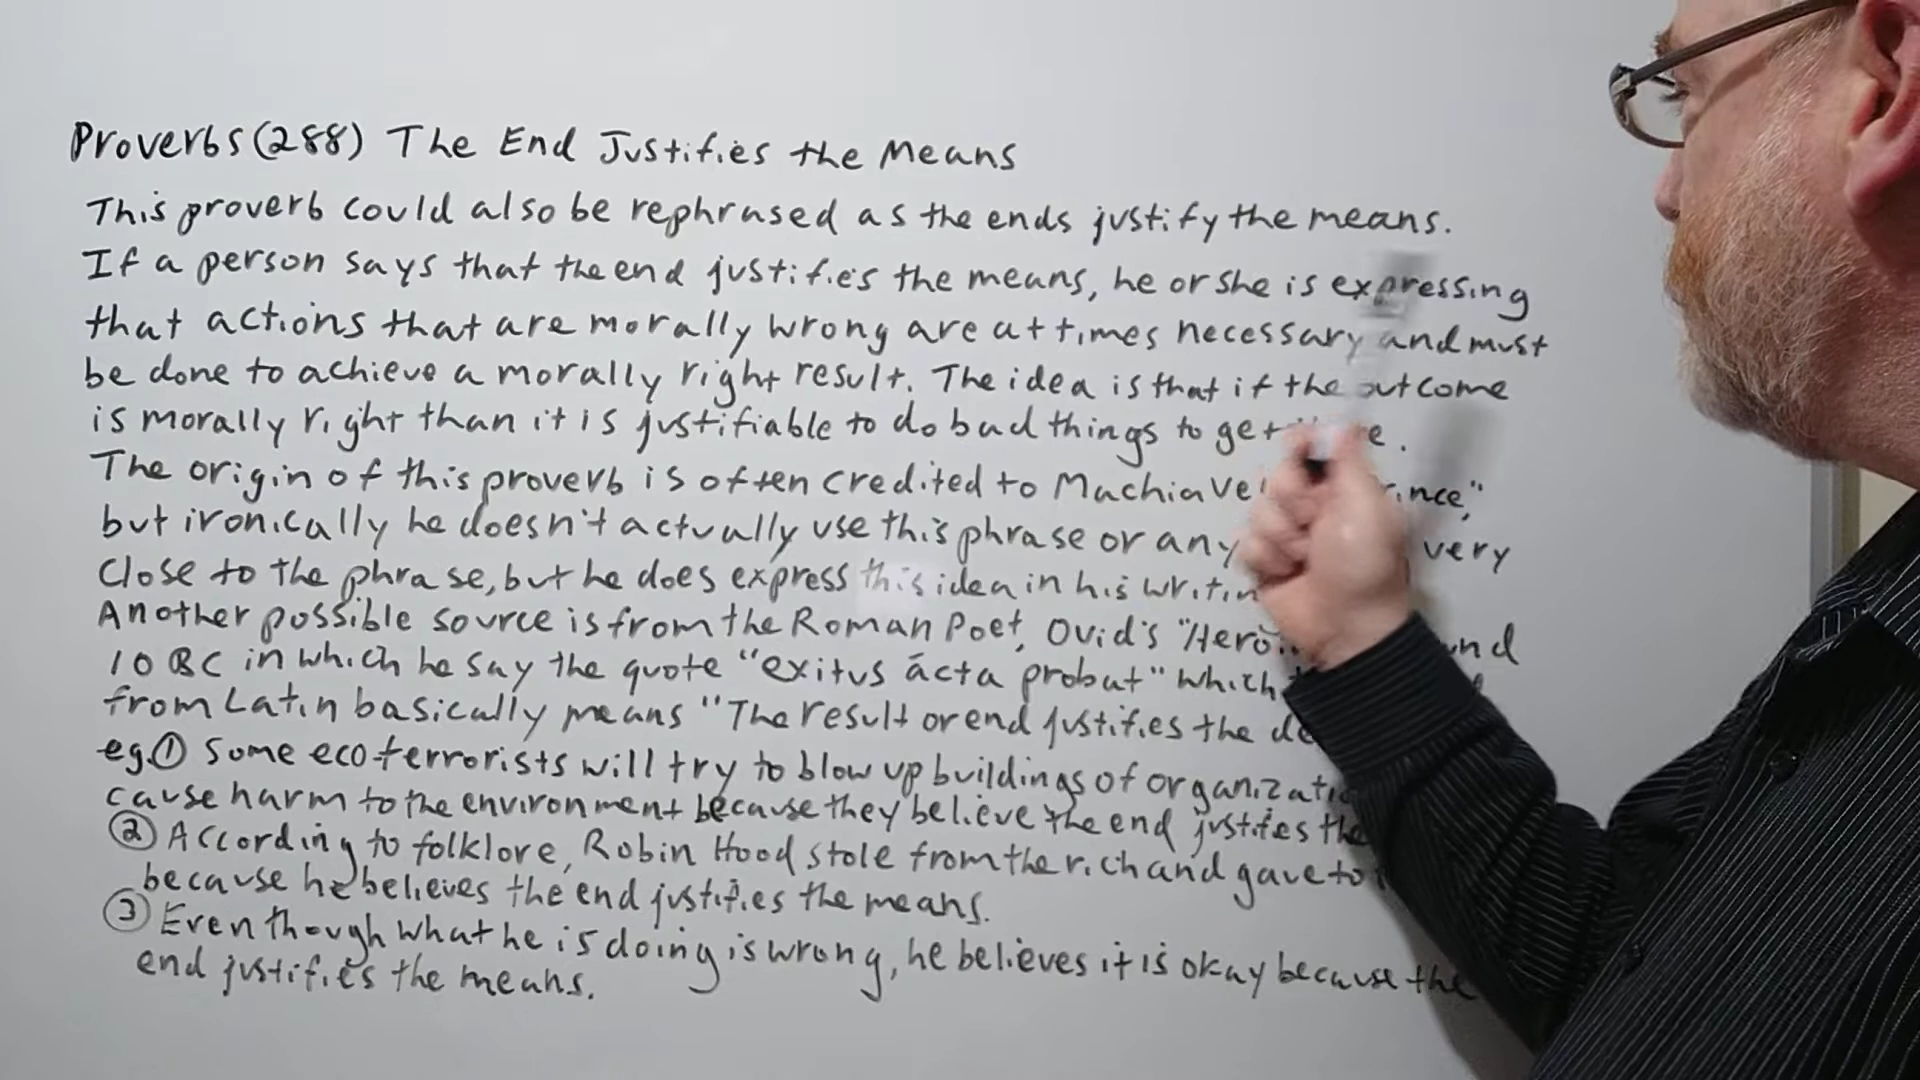 Proverbs (288) The End Justifies the Means
This proverb could also be rephrased as the ends justify the means.
If a person says that the end justifies the means, he or she is expressing
that actions that are morally wrong are at times necessary and must
be done to achieve a morally right result. The idea is that if the outcome
is morally right than it is justifiable to do bad things to get
The origin of this proverb is often credited to
but ironically he doesn't actually use this phrase or very
close to the phrase, but he does express this idea in his
Another possible source is from the Roman Poet, Ovid's
10 BC in which he say the quote "exitus ācta probat" which
from Latin basically means "The result or end justifies the
eg. ① Some eco terrorists will try to blow up buildings of
cause harm to the environment because they believe the end justifies the
② According to folklore, Robin Hood stole from the rich and gave to
because he believes the end justifies the means.
③ Even though what he is doing is wrong, he believes it is okay because the
end justifies the means.